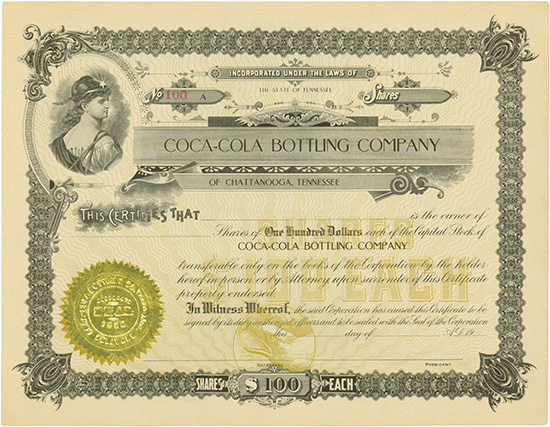 INCORPORATED UNDER THE LAWS OF
THE STATE OF TENNESSEE
No 100 A
Shares
COCA-COLA BOTTLING COMPANY
OF CHATTANOOGA, TENNESSEE
THIS CERTIFIES THAT
is the owner of
Shares of One Hundred Dollars each of the Capital Stock of
COCA-COLA BOTTLING COMPANY
transferable only on the books of the Corporation by the holder
hereof in person or by Attorney upon surrender of this Certificate
property endorsed.
In Witness Whereof, the said Corporation has caused this Certificate to be
signed by its duly authorized officers and to be sealed with the Seal of the Corporation
this day of A.D. 19
SECRETARY
PRESIDENT
SHARES $100 EACH